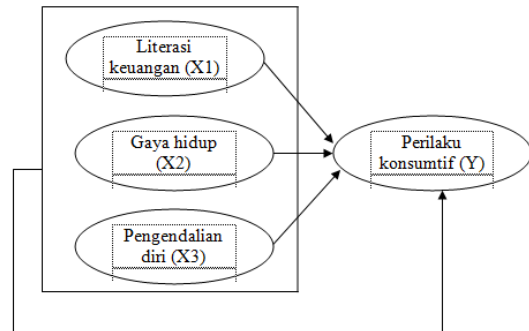 Literasi
keuangan (X1)
Gaya hidup
(X2)
Pengendalian
diri (X3)
Perilaku
konsumtif (Y)